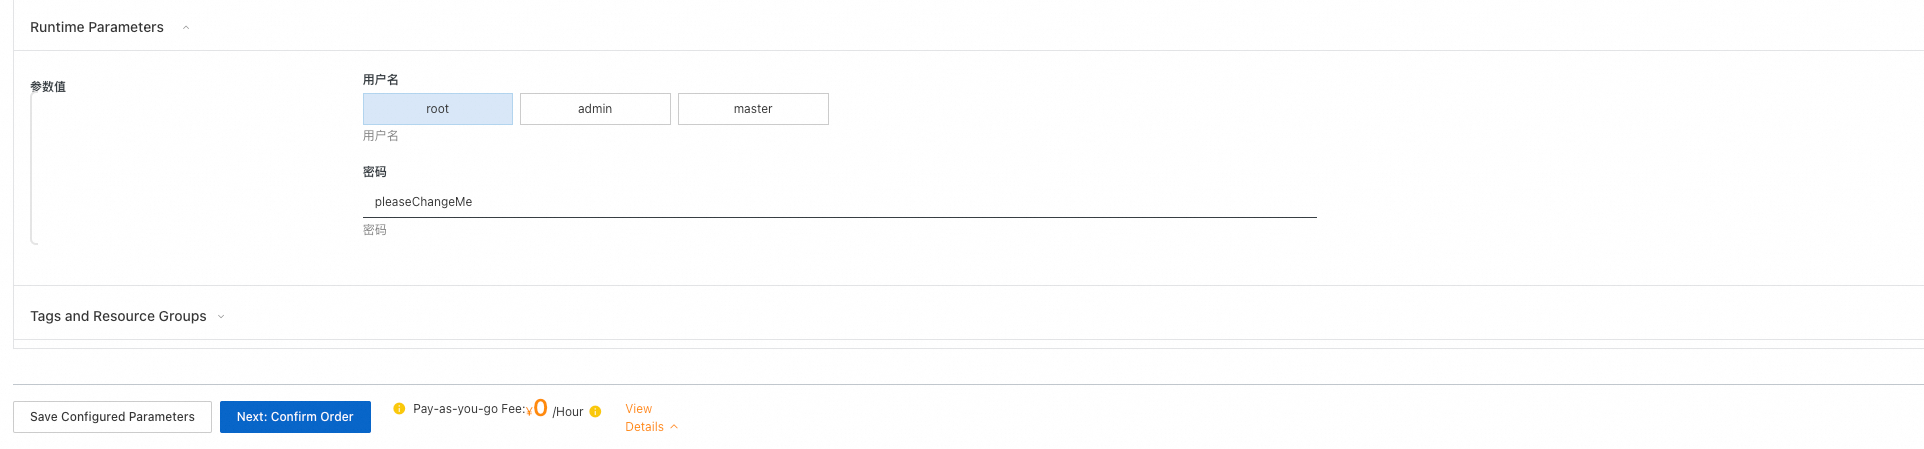 Runtime Parameters
参数值
用户名
root
admin
master
用户名
密码
pleaseChangeMe
密码
Tags and Resource Groups
Save Configured Parameters
Next: Confirm Order
Pay-as-you-go Fee:¥0 /Hour
View
Details